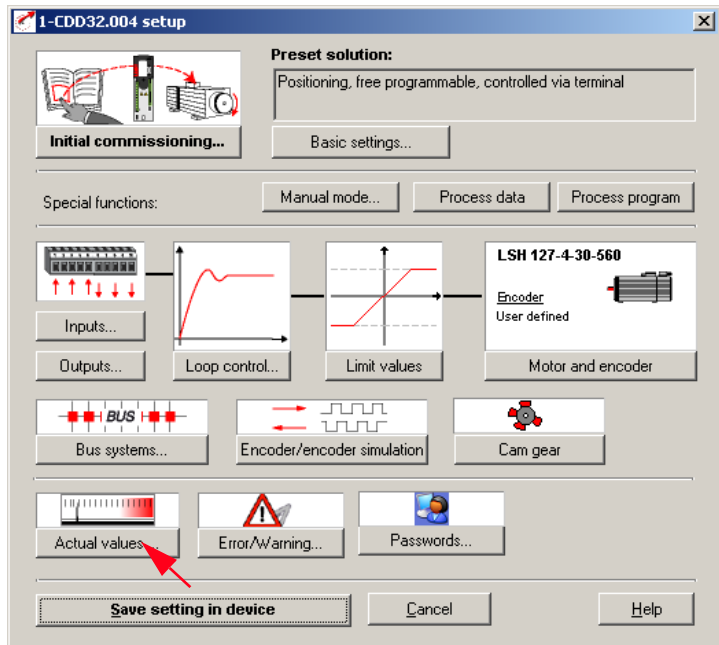 1-CDD32.004 setup
Preset solution:
Positioning, free programmable, controlled via terminal
Initial commissioning...
Basic settings...
Special functions:
Manual mode...
Process data
Process program
LSH 127-4-30-560
Encoder
User defined
Inputs...
Outputs...
Loop control...
Limit values
Motor and encoder
BUS
Bus systems...
Encoder/encoder simulation
Cam gear
Actual values...
Error/Warning...
Passwords...
Save setting in device
Cancel
Help